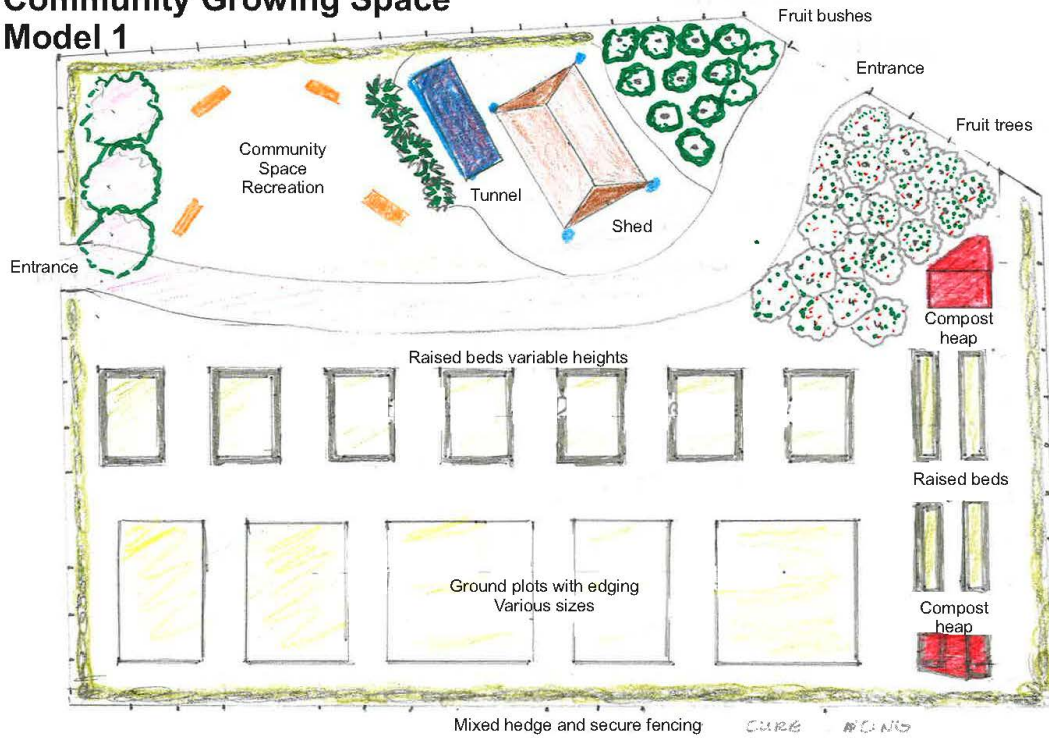 Community Growing Space
Model 1
Fruit bushes
Entrance
Fruit trees
Community
Space
Recreation
Tunnel
Shed
Entrance
Compost
heap
Raised beds variable heights
Raised beds
Ground plots with edging
Various sizes
Compost
heap
Mixed hedge and secure fencing